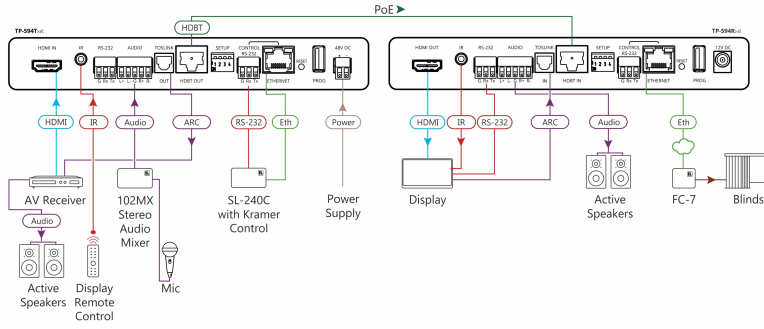 PoE
HDBT
TP-594Txr
HDMI IN
IR
RS-232
AUDIO
TOSLINK
SETUP
CONTROL
RS-232
48V DC
G Rx Tx
L+ L- G R+ R-
1 2 3 4
G Rx Tx
RESET
OUT
HDBT OUT
ETHERNET
PROG
HDMI
IR
Audio
ARC
RS-232
Eth
Power
AV Receiver
102MX
Stereo
Audio
Mixer
SL-240C
with Kramer
Control
Power
Supply
Audio
Active
Speakers
Display
Remote
Control
Mic
TP-594Rxr
HDMI OUT
IR
RS-232
AUDIO
TOSLINK
SETUP
CONTROL
RS-232
12V DC
G Rx Tx
L+ L- G R+ R-
1 2 3 4
G Rx Tx
RESET
IN
HDBT IN
ETHERNET
PROG
HDMI
IR
RS-232
ARC
Audio
Eth
Display
Active
Speakers
FC-7
Blinds